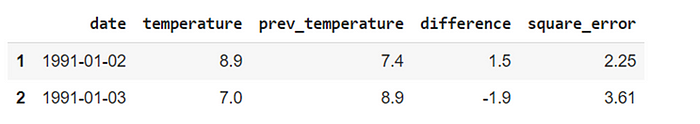 date temperature prev_temperature difference square_error
1 1991-01-02 8.9 7.4 1.5 2.25
2 1991-01-03 7.0 8.9 -1.9 3.61